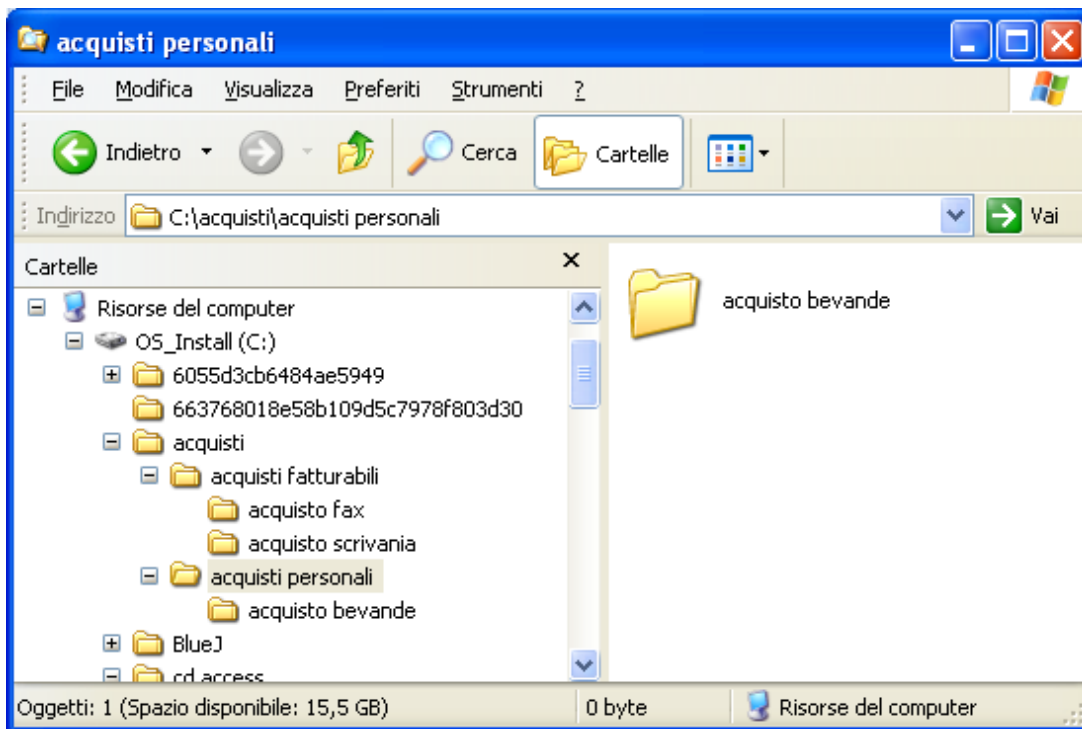 acquisti personali
File Modifica Visualizza Preferiti Strumenti ?
Indietro Cerca Cartelle
Indirizzo C:\acquisti\acquisti personali Vai
Cartelle
Risorse del computer
OS_Install (C:)
6055d3cb6484ae5949
663768018e58b109d5c7978f803d30
acquisti
acquisti fatturabili
acquisto fax
acquisto scrivania
acquisti personali
acquisto bevande
BlueJ
cd access
acquisto bevande
Oggetti: 1 (Spazio disponibile: 15,5 GB) 0 byte Risorse del computer